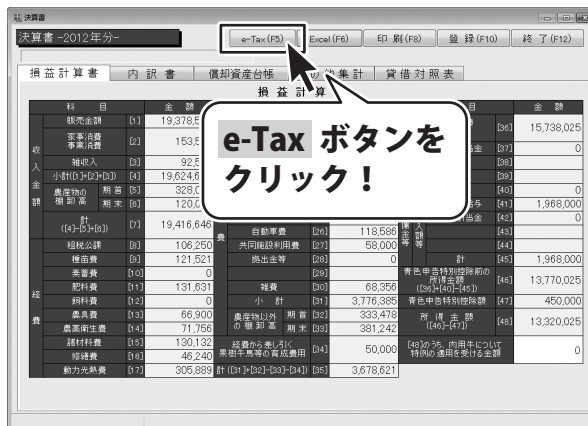 決算書
決算書 -2012年分-
e-Tax (F5)
Excel (F6)
印 刷 (F8)
登 録 (F10)
終 了 (F12)
損 益 計 算 書
内 訳 書
償却資産台帳
の他集計
貸 借 対 照 表
損 益 計 算
科 目 金 額
目 金 額
収入金額
販売金額 [1] 19,378,5
家事消費 事業消費 [2] 153,5
雑収入 [3] 92,5
小計([1]+[2]+[3]) [4] 19,624,6
農産物の棚卸高 期首 [5] 328,0
期末 [6] 120,0
計 ([4]-[5]+[6]) [7] 19,416,646
経費
租税公課 [8] 106,250
種苗費 [9] 121,521
素畜費 [10] 0
肥料費 [11] 131,631
飼料費 [12] 0
農具費 [13] 66,900
農薬衛生費 [14] 71,756
諸材料費 [15] 130,132
修繕費 [16] 46,240
動力光熱費 [17] 305,889
費
自動車費 [26] 118,586
共同施設利用費 [27] 58,000
拠出金等 [28] 0
[29]
雑費 [30] 68,356
小 計 [31] 3,776,385
農産物以外の棚卸高 期首 [32] 333,478
期末 [33] 381,242
経費から差し引く果樹牛馬等の育成費用 [34] 50,000
計([31]+[32]-[33]-[34]) [35] 3,678,621
[36] 15,738,025
金 [37] 0
[38]
[39]
[40] 0
与 [41] 1,968,000
当金 [42] 0
[43]
[44]
計 [45] 1,968,000
青色申告特別控除前の所得金額 ([36]+[40]-[45]) [46] 13,770,025
青色申告特別控除額 [47] 450,000
所 得 金 額 ([46]-[47]) [48] 13,320,025
[48]のうち、肉用牛について特例の適用を受ける金額 0
e-Tax ボタンを
クリック！